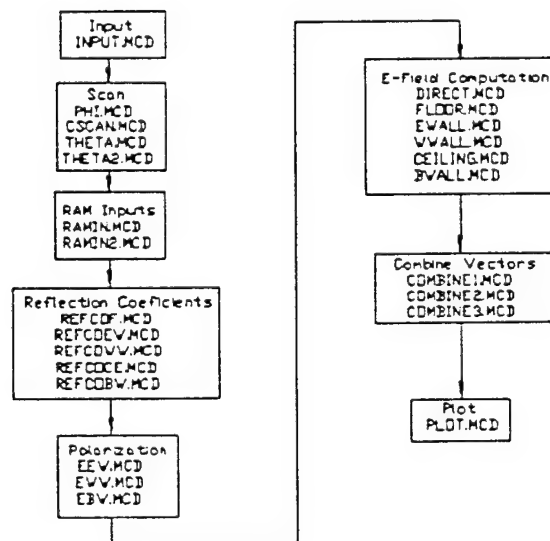 Input
INPUT.MCD
Scan
PHI.MCD
CSCAN.MCD
THETA.MCD
THETA2.MCD
RAM Inputs
RAMIN.MCD
RAMIN2.MCD
Reflection Coeficients
REFCOF.MCD
REFCOEW.MCD
REFCOWW.MCD
REFCOCE.MCD
REFCOBW.MCD
Polarization
EEW.MCD
EWW.MCD
EBW.MCD
E-Field Computation
DIRECT.MCD
FLOOR.MCD
EWALL.MCD
WWALL.MCD
CEILING.MCD
BWALL.MCD
Combine Vectors
COMBINE1.MCD
COMBINE2.MCD
COMBINE3.MCD
Plot
PLOT.MCD